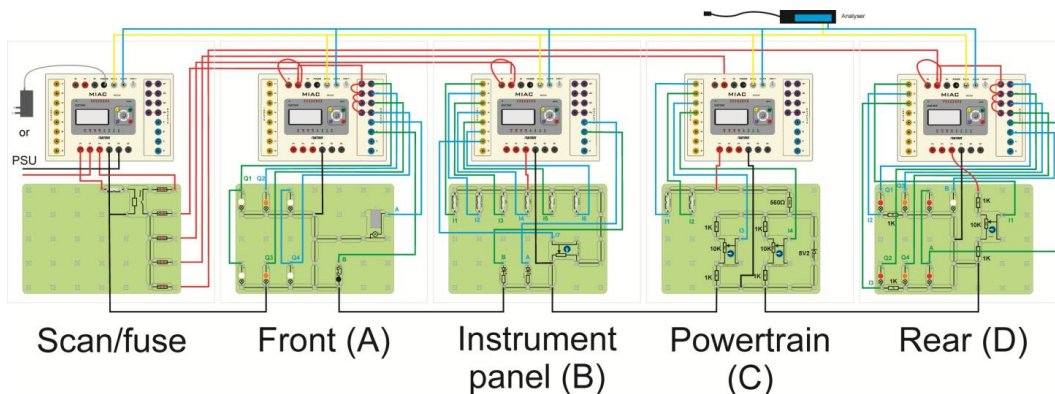 Analyser
MIAC
MIAC
MIAC
MIAC
MIAC
or
PSU
Q1
Q2
A
Q3
Q4
B
I1
I2
I3
I4
I5
I6
I7
B
A
I1
I2
560Ω
1K
I3
1K
I4
10K
10K
8V2
1K
1K
Q1
Q3
B
1K
I2
1K
10K
I1
Q2
Q4
A
1K
I3
1K
Scan/fuse
Front (A)
Instrument
panel (B)
Powertrain
(C)
Rear (D)